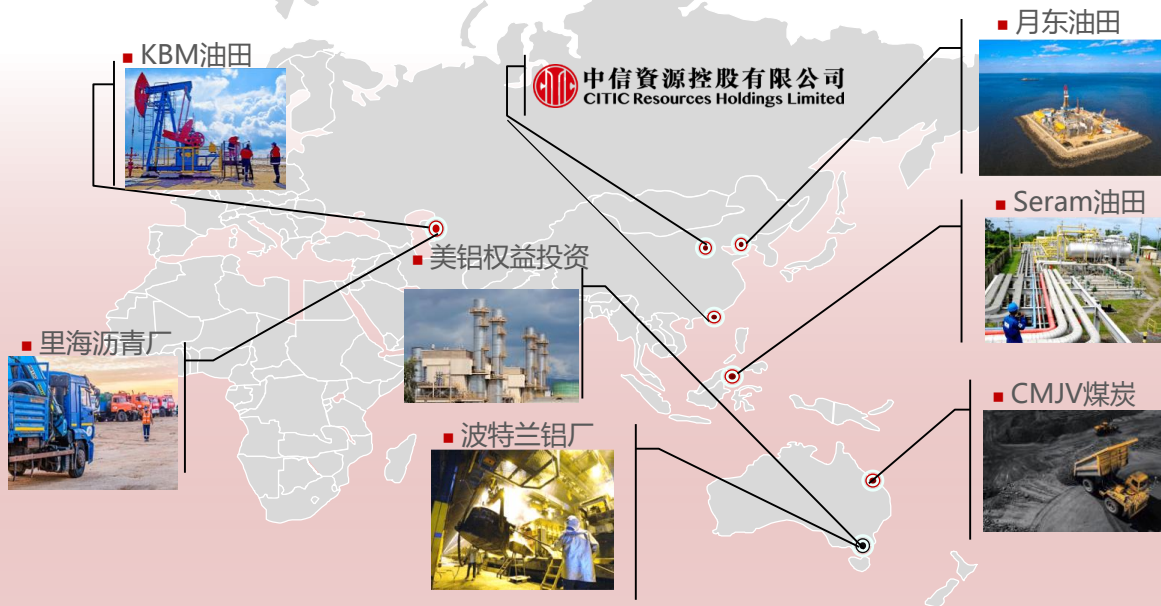 月东油田
KBM油田
中信資源控股有限公司
CITIC Resources Holdings Limited
Seram油田
美铝权益投资
里海沥青厂
CMJV煤炭
波特兰铝厂